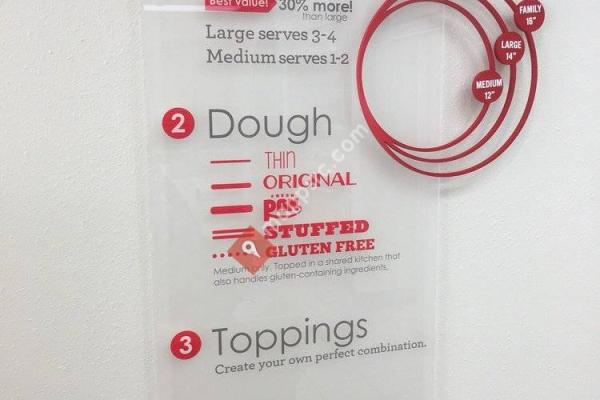 Best Value! 30% more!
than large
Large serves 3-4
Medium serves 1-2
FAMILY
16"
LARGE
14"
MEDIUM
12"
2 Dough
THIN
ORIGINAL
PAN
STUFFED
GLUTEN FREE
Medium only. Topped in a shared kitchen that
also handles gluten-containing ingredients.
3 Toppings
Create your own perfect combination.